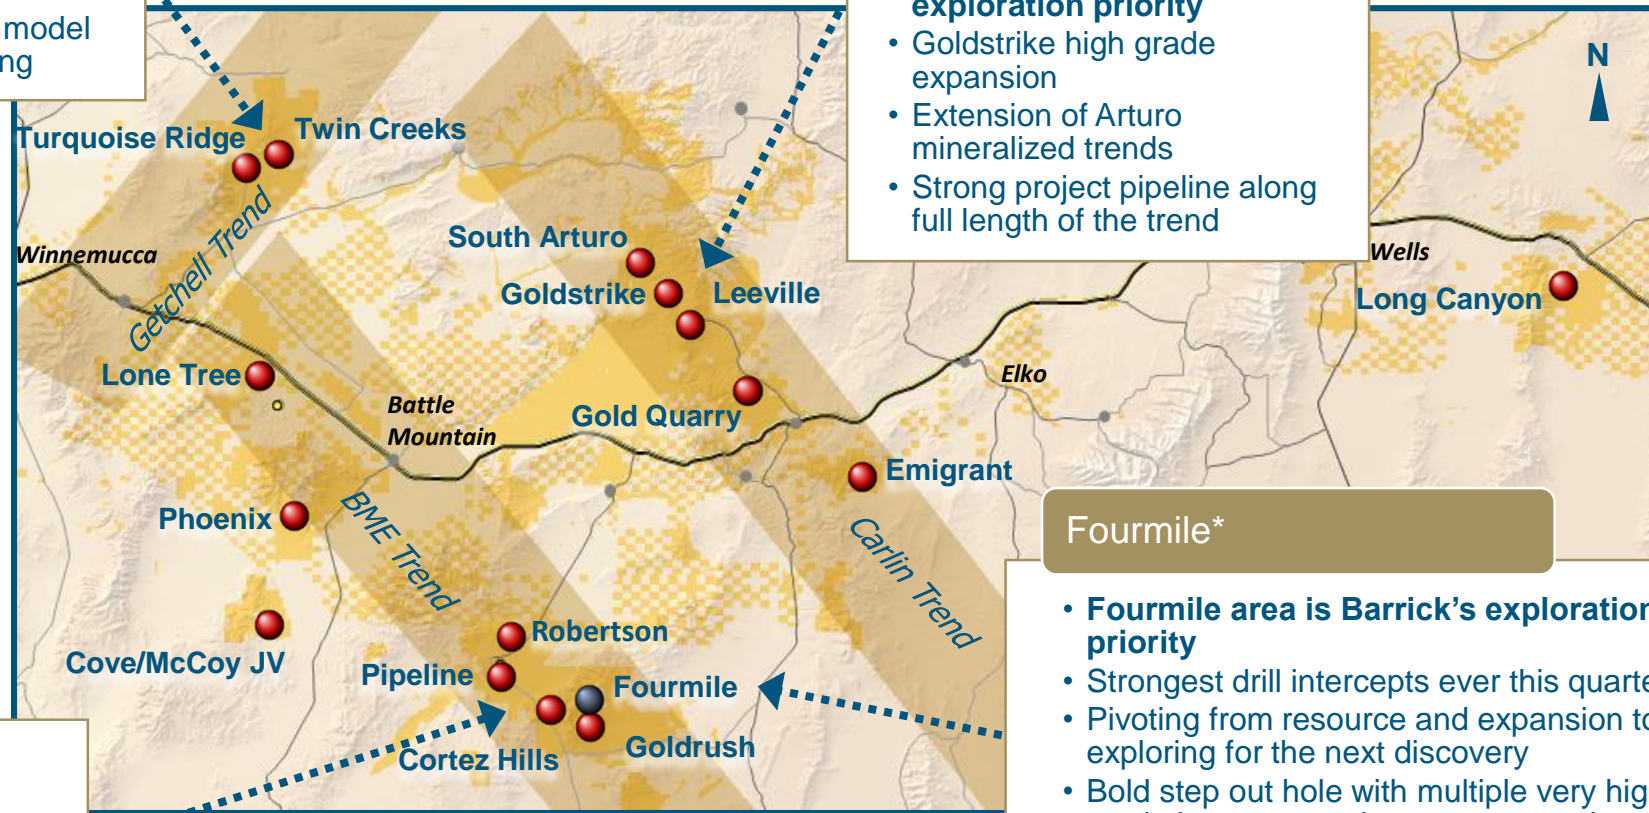 model
ng
exploration priority
• Goldstrike high grade
expansion
• Extension of Arturo
mineralized trends
• Strong project pipeline along
full length of the trend
N
Turquoise Ridge
Twin Creeks
Getchell Trend
Winnemucca
South Arturo
Goldstrike
Leeville
Wells
Long Canyon
Lone Tree
Battle
Mountain
Gold Quarry
Elko
Emigrant
Phoenix
BME Trend
Carlin Trend
Cove/McCoy JV
Robertson
Pipeline
Fourmile
Goldrush
Cortez Hills
Fourmile*
• Fourmile area is Barrick’s exploration
priority
• Strongest drill intercepts ever this quarte
• Pivoting from resource and expansion to
exploring for the next discovery
• Bold step out hole with multiple very hig